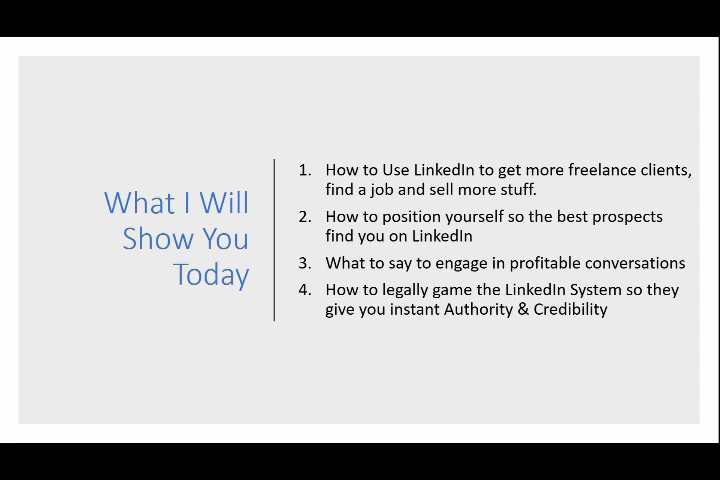 What I Will
Show You
Today
1. How to Use LinkedIn to get more freelance clients,
find a job and sell more stuff.
2. How to position yourself so the best prospects
find you on LinkedIn
3. What to say to engage in profitable conversations
4. How to legally game the LinkedIn System so they
give you instant Authority & Credibility